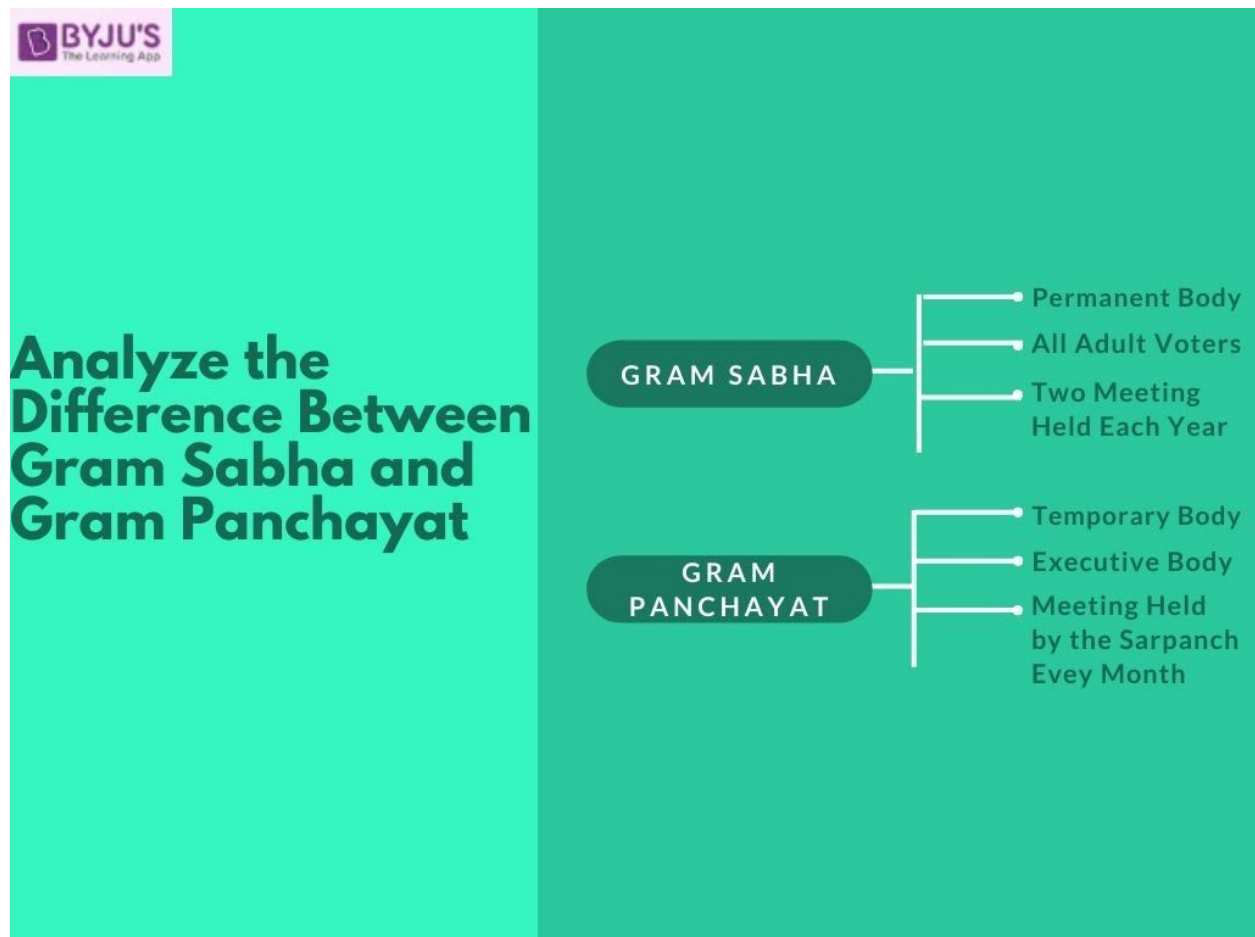 BYJU'S
The Learning App
Analyze the
Difference Between
Gram Sabha and
Gram Panchayat
GRAM SABHA
Permanent Body
All Adult Voters
Two Meeting
Held Each Year
GRAM
PANCHAYAT
Temporary Body
Executive Body
Meeting Held
by the Sarpanch
Evey Month